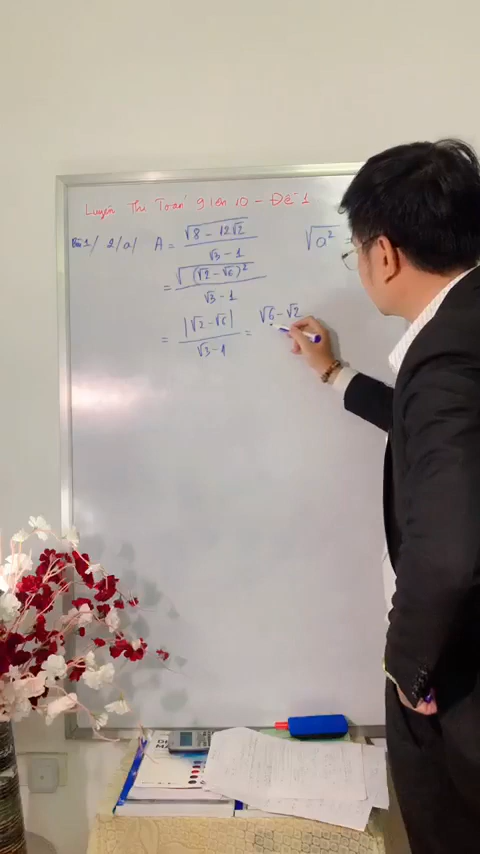 Luyện Thi Toán 9 lên 10 - Đề 1
Bài 1/ 2/a/ A = √8 - √12√2 / √3 - 1
√a² =
= √(√2 - √6)² / √3 - 1
= |√2 - √6| / √3 - 1 = √6 - √2